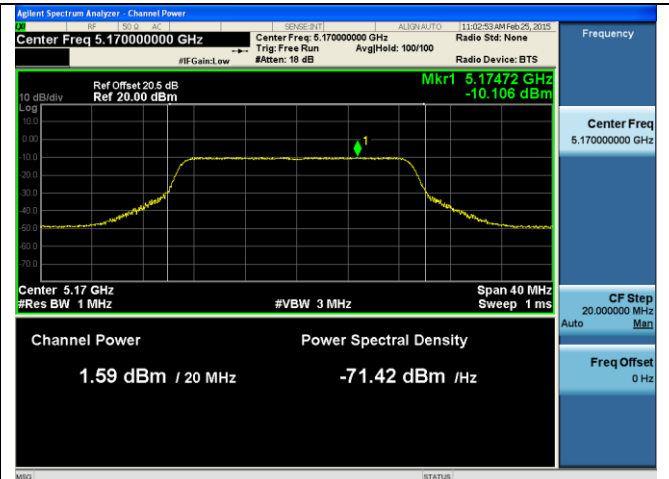 Agilent Spectrum Analyzer - Channel Power
LXI RF 50 Ω AC SENSE:INT ALIGN AUTO 11:02:53 AM Feb 25, 2015
Center Freq 5.170000000 GHz
Center Freq: 5.170000000 GHz
Radio Std: None
Trig: Free Run Avg|Hold: 100/100
#IFGain:Low #Atten: 18 dB Radio Device: BTS
Frequency
Ref Offset 20.5 dB
10 dB/div Ref 20.00 dBm
Mkr1 5.17472 GHz
-10.106 dBm
Log
10.0
0.00
-10.0
-20.0
-30.0
-40.0
-50.0
-60.0
-70.0
1
Center 5.17 GHz Span 40 MHz
#Res BW 1 MHz #VBW 3 MHz Sweep 1 ms
Channel Power
1.59 dBm / 20 MHz
Power Spectral Density
-71.42 dBm /Hz
Center Freq
5.170000000 GHz
CF Step
20.000000 MHz
Auto Man
Freq Offset
0 Hz
MSG STATUS